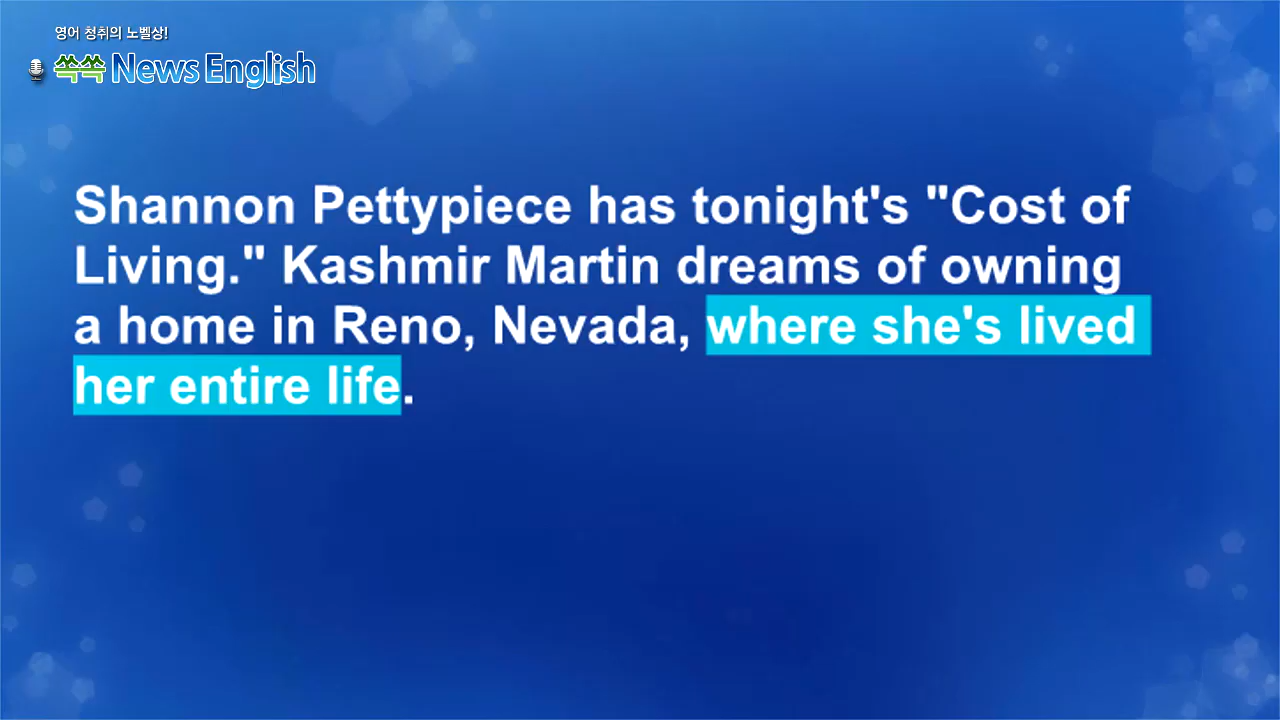 영어 청취의 노벨상!
쏙쏙 News English
Shannon Pettypiece has tonight's "Cost of
Living." Kashmir Martin dreams of owning
a home in Reno, Nevada, where she's lived
her entire life.